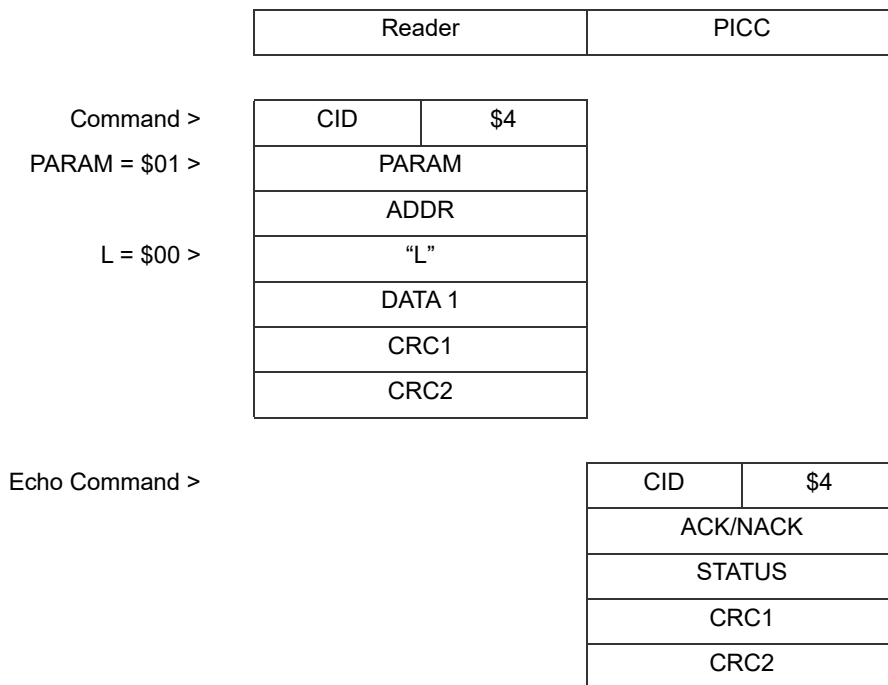 Reader PICC
Command > CID $4
PARAM = $01 > PARAM
ADDR
L = $00 > “L”
DATA 1
CRC1
CRC2
Echo Command > CID $4
ACK/NACK
STATUS
CRC1
CRC2